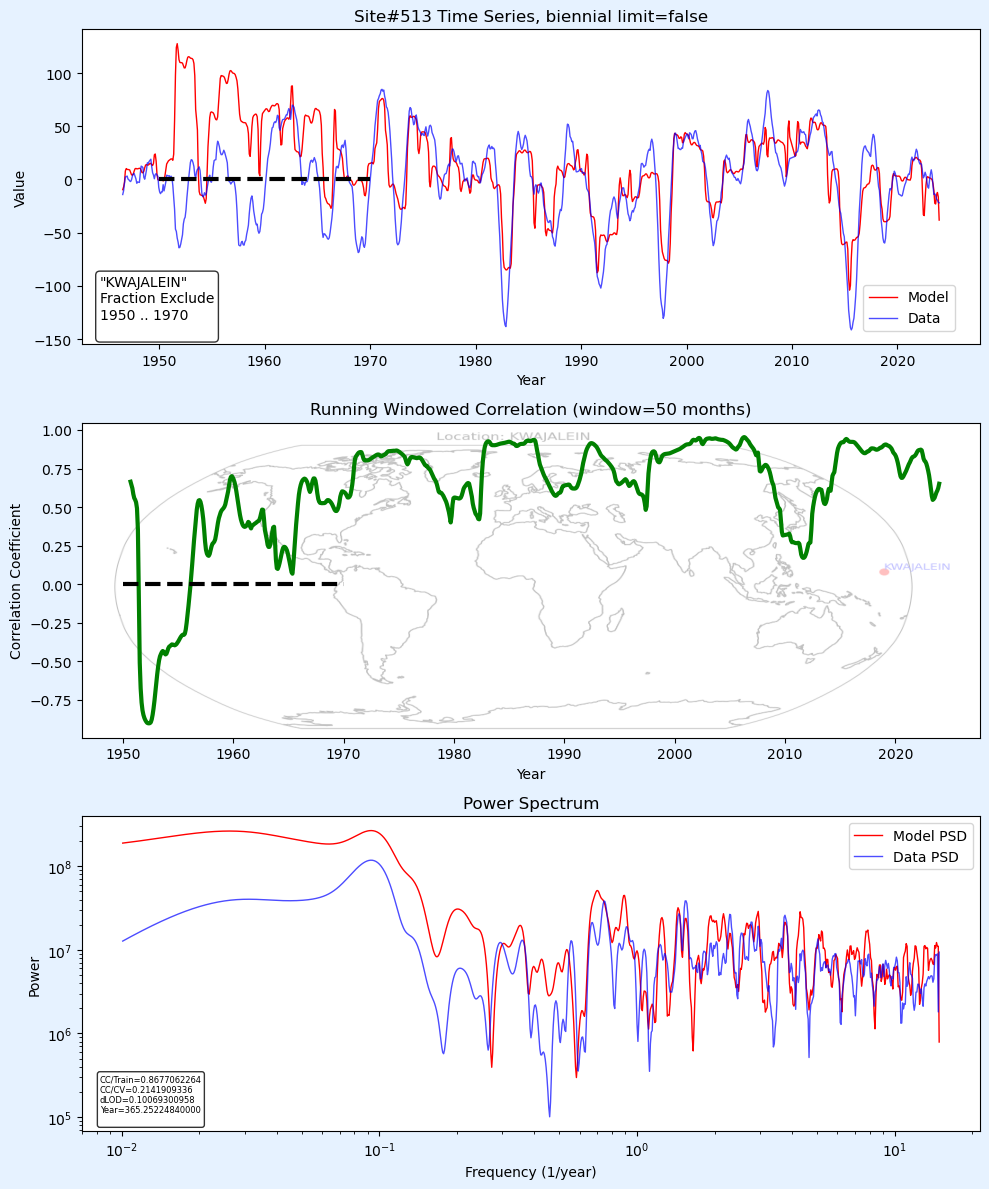 Site#513 Time Series, biennial limit=false
100
50
0
−50
−100
−150
Value
"KWAJALEIN"
Fraction Exclude
1950 .. 1970
Model
Data
1950 1960 1970 1980 1990 2000 2010 2020
Year
Running Windowed Correlation (window=50 months)
Location: KWAJALEIN
1.00
0.75
0.50
0.25
0.00
−0.25
−0.50
−0.75
Correlation Coefficient
KWAJALEIN
1950 1960 1970 1980 1990 2000 2010 2020
Year
Power Spectrum
Model PSD
Data PSD
10⁸
10⁷
10⁶
10⁵
Power
CC/Train=0.8677062264
CC/CV=0.2141909336
dLOD=0.10069300958
Year=365.25224840000
10⁻² 10⁻¹ 10⁰ 10¹
Frequency (1/year)